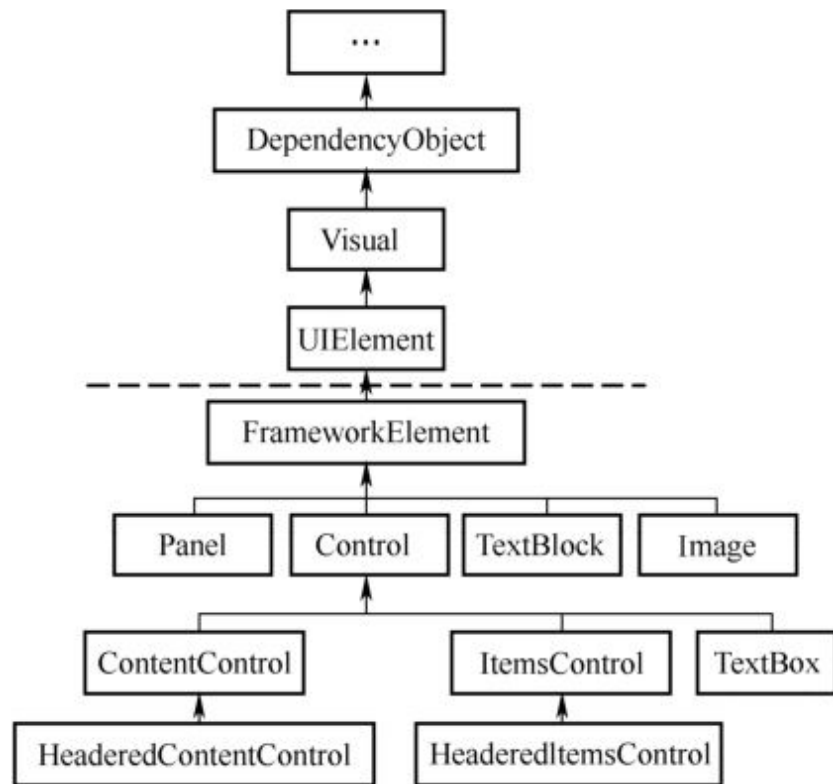 ...
DependencyObject
Visual
UIElement
FrameworkElement
Panel Control TextBlock Image
ContentControl ItemsControl TextBox
HeaderedContentControl HeaderedItemsControl